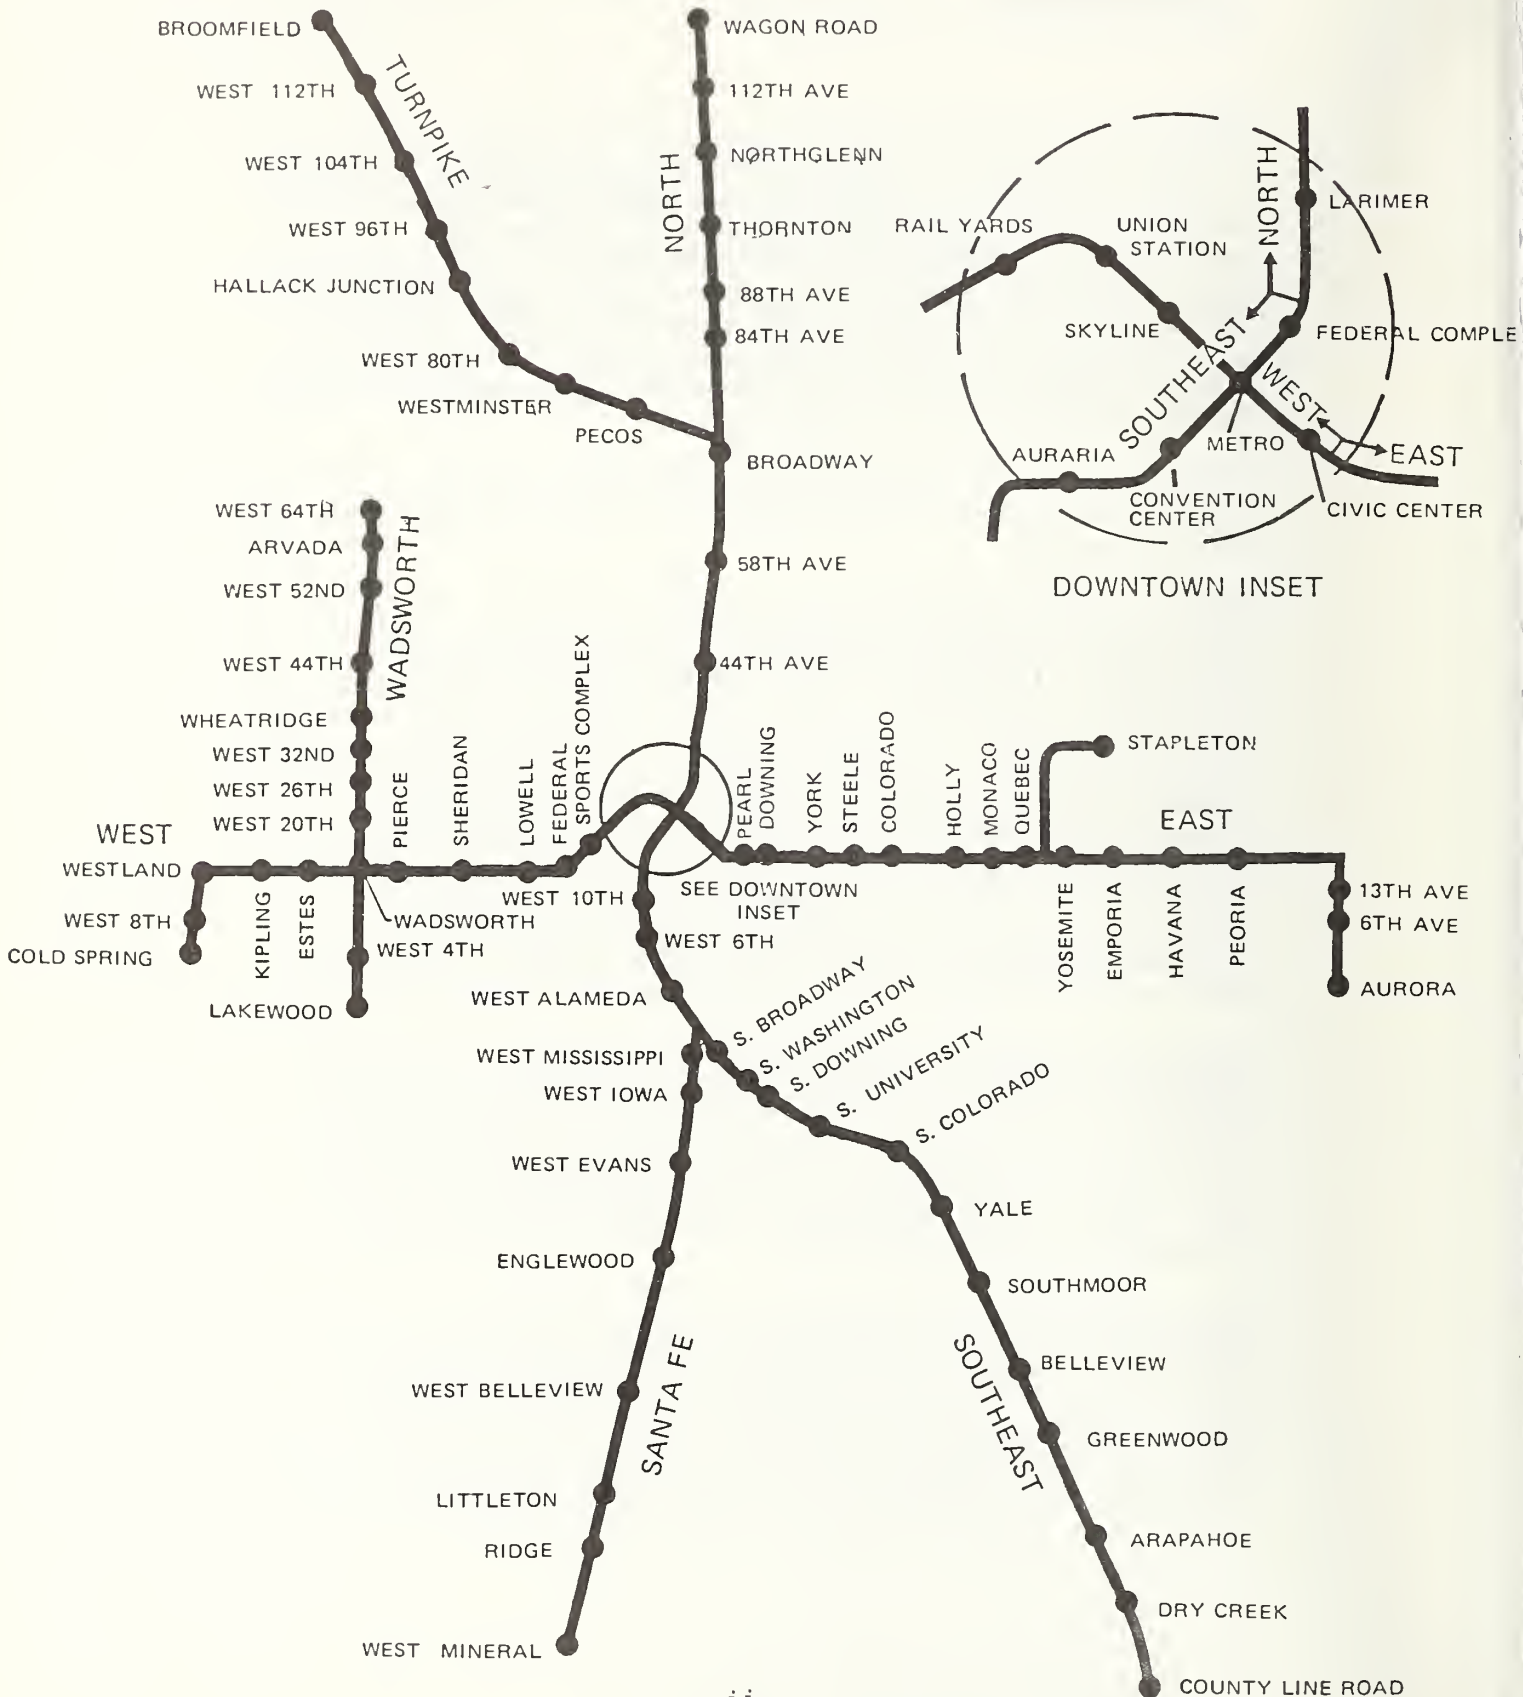 BROOMFIELD
WEST 112TH
WEST 104TH
WEST 96TH
HALLACK JUNCTION
WEST 80TH
WESTMINSTER
PECOS
TURNPIKE
WAGON ROAD
112TH AVE
NORTHGLENN
THORNTON
88TH AVE
84TH AVE
BROADWAY
58TH AVE
44TH AVE
NORTH
RAIL YARDS
UNION
STATION
SKYLINE
NORTH
LARIMER
FEDERAL COMPLE
SOUTHEAST
WEST
METRO
EAST
AURARIA
CONVENTION
CENTER
CIVIC CENTER
DOWNTOWN INSET
WEST 64TH
ARVADA
WEST 52ND
WEST 44TH
WHEATRIDGE
WEST 32ND
WEST 26TH
WEST 20TH
WADSWORTH
WEST
WESTLAND
WEST 8TH
COLD SPRING
KIPLING
ESTES
WADSWORTH
WEST 4TH
LAKEWOOD
PIERCE
SHERIDAN
LOWELL
FEDERAL
SPORTS COMPLEX
SEE DOWNTOWN
INSET
PEARL
DOWNING
YORK
STEELE
COLORADO
HOLLY
MONACO
QUEBEC
STAPLETON
EAST
YOSEMITE
EMPORIA
HAVANA
PEORIA
13TH AVE
6TH AVE
AURORA
WEST 10TH
WEST 6TH
WEST ALAMEDA
WEST MISSISSIPPI
WEST IOWA
WEST EVANS
ENGLEWOOD
WEST BELLEVIEW
LITTLETON
RIDGE
WEST MINERAL
SANTA FE
S. BROADWAY
S. WASHINGTON
S. DOWNING
S. UNIVERSITY
S. COLORADO
YALE
SOUTHMOOR
BELLEVIEW
GREENWOOD
ARAPAHOE
DRY CREEK
COUNTY LINE ROAD
SOUTHEAST
ii